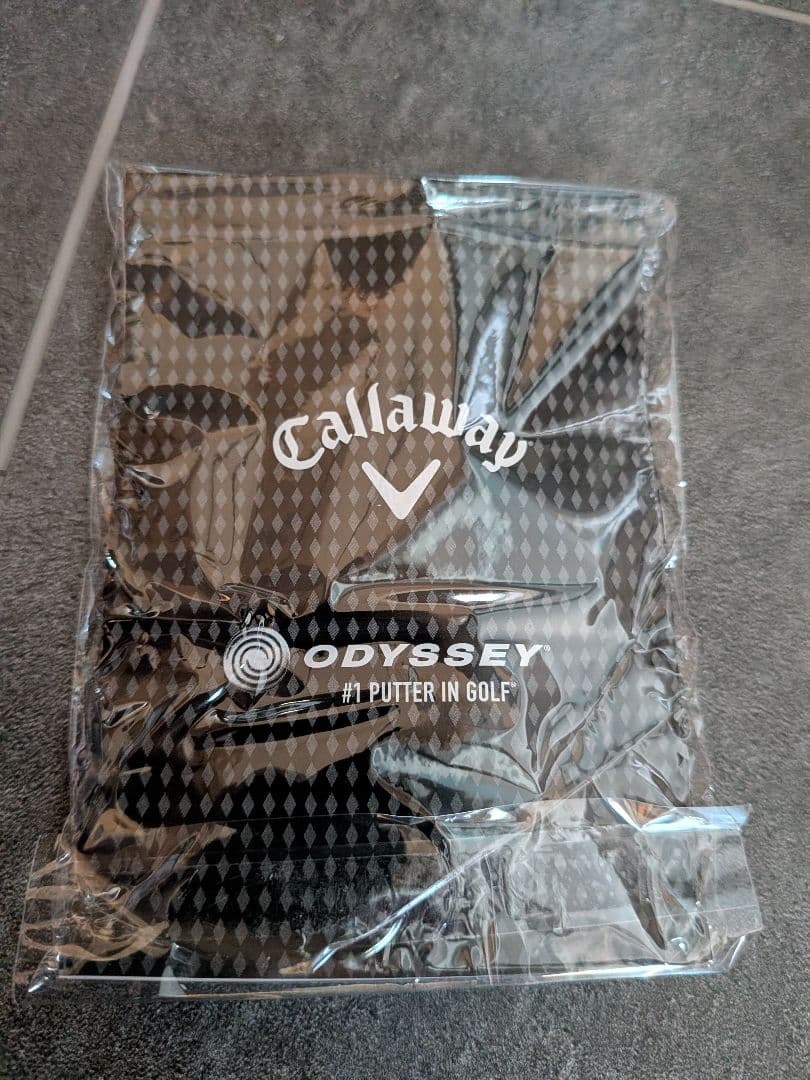 Callaway
ODYSSEY®
#1 PUTTER IN GOLF®